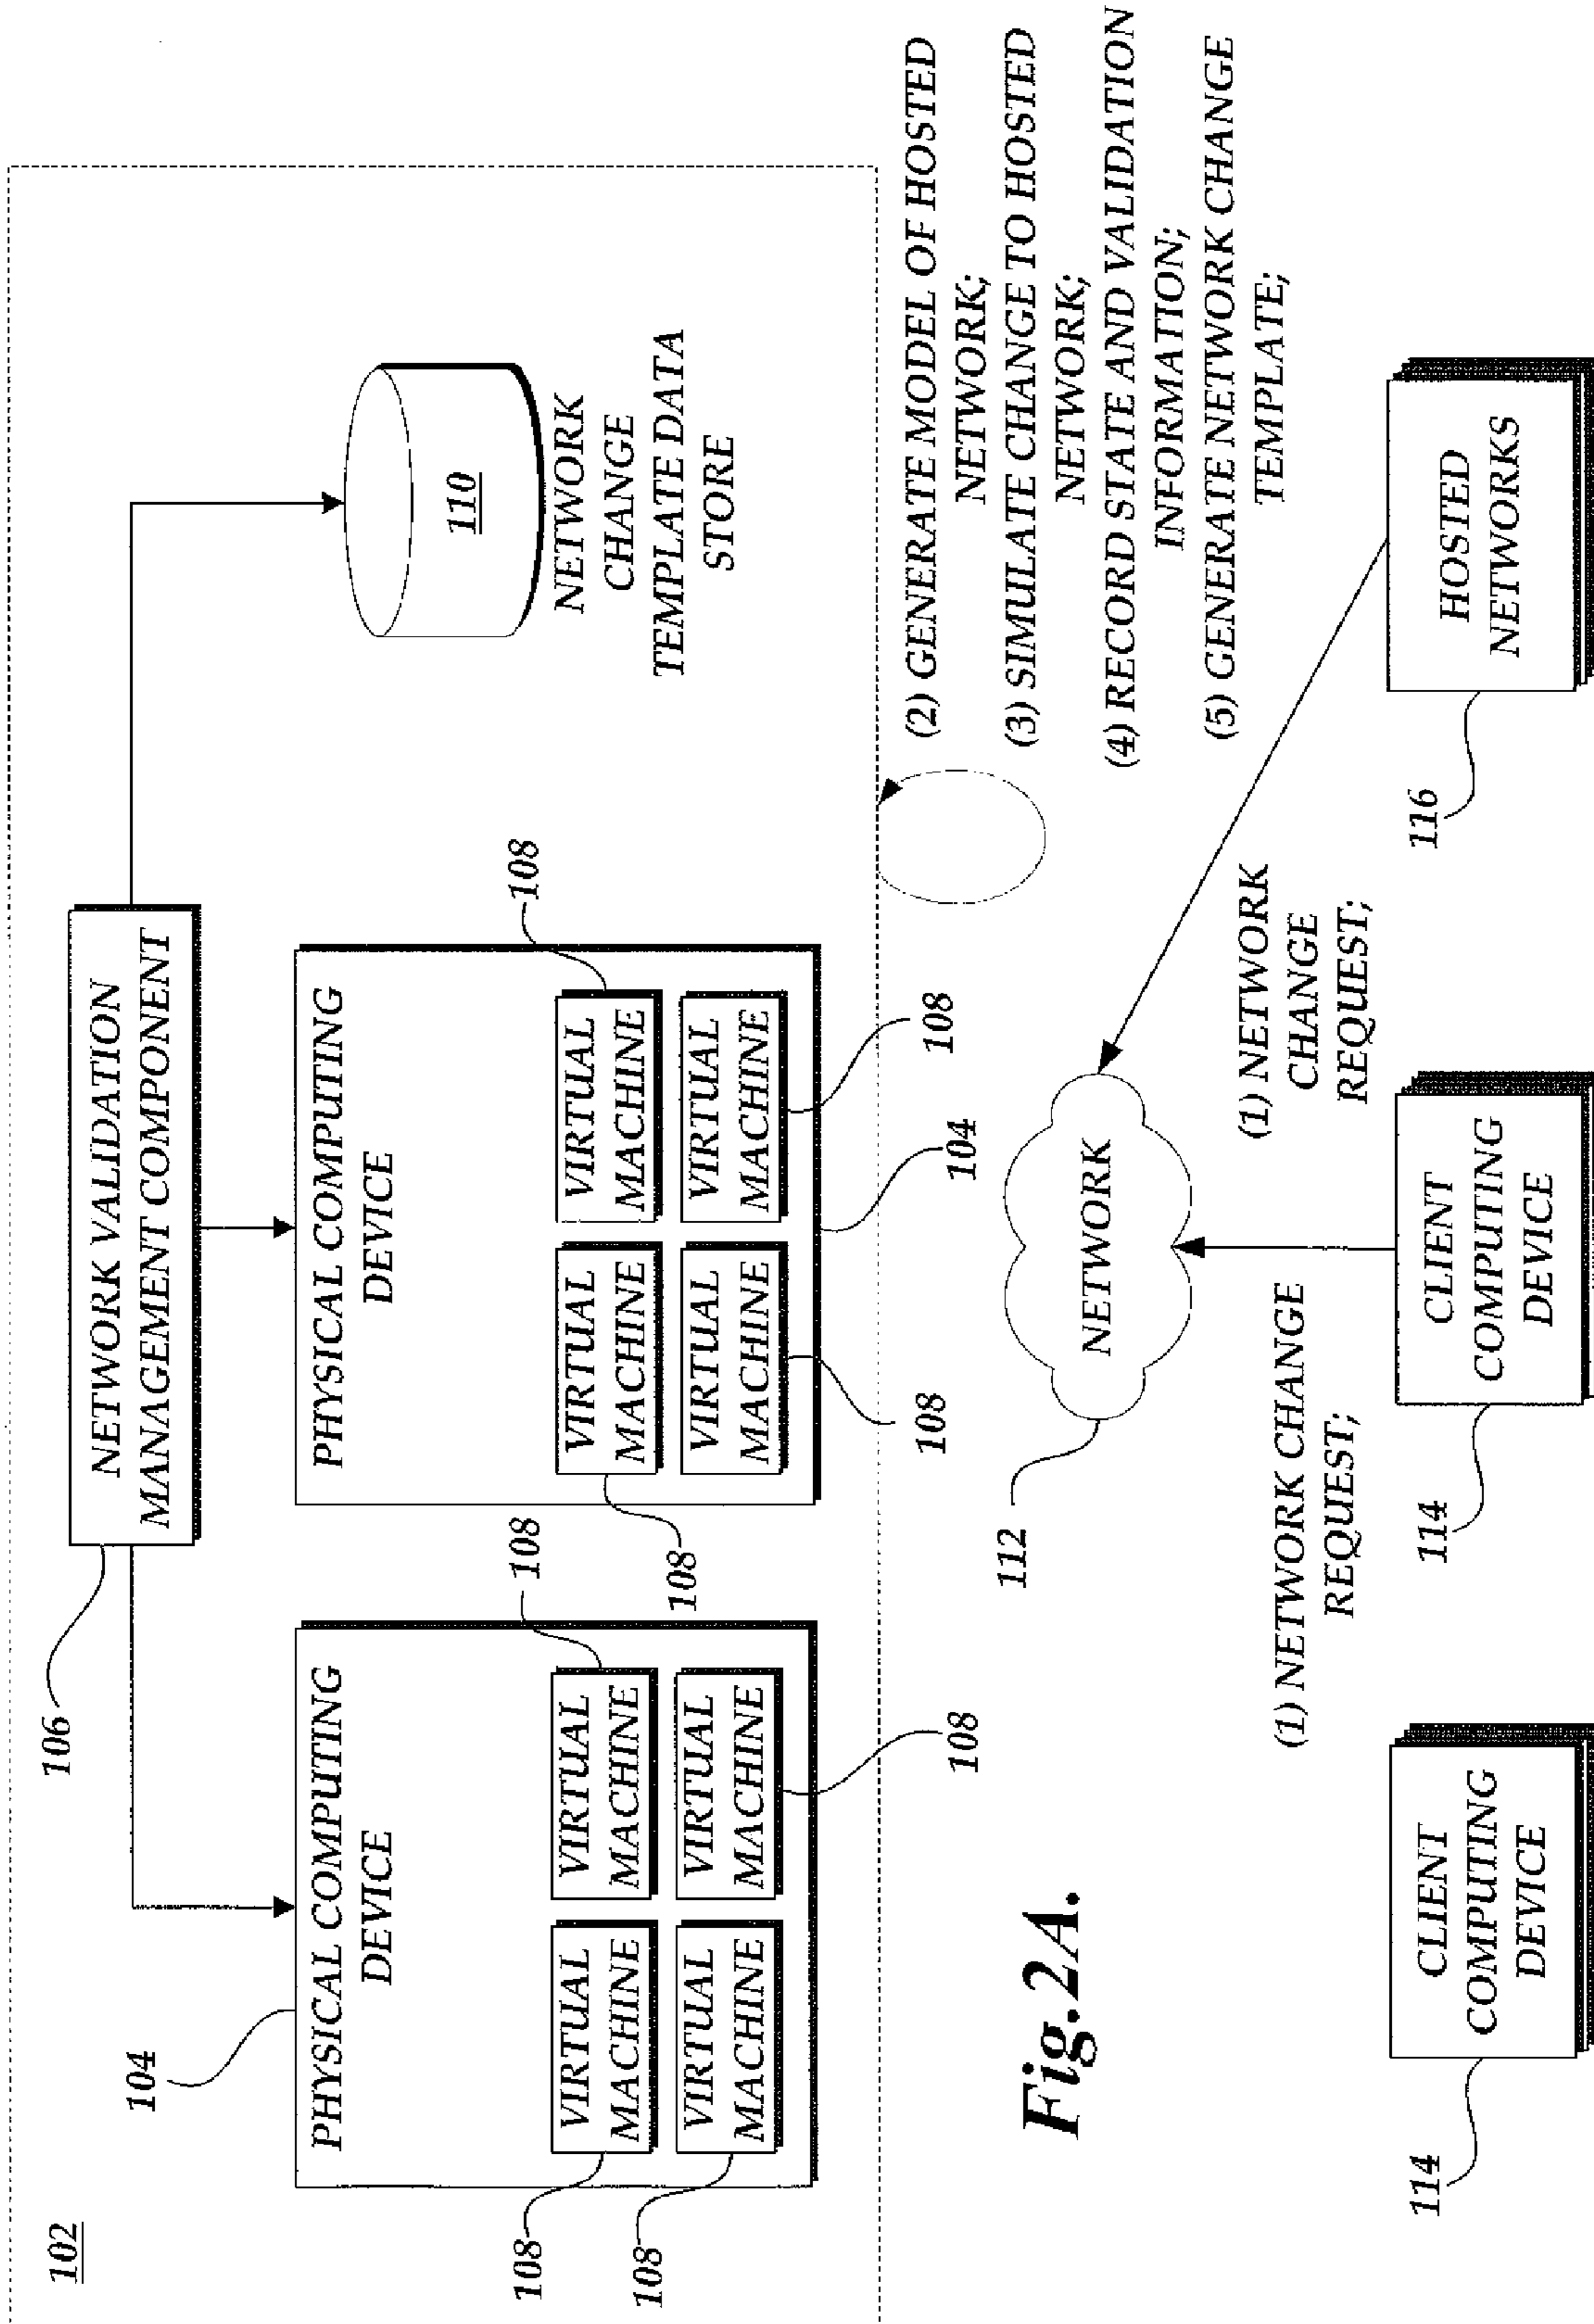 102
106
NETWORK VALIDATION
MANAGEMENT COMPONENT
104
PHYSICAL COMPUTING
DEVICE
VIRTUAL
MACHINE
VIRTUAL
MACHINE
VIRTUAL
MACHINE
VIRTUAL
MACHINE
108
108
108
108
PHYSICAL COMPUTING
DEVICE
VIRTUAL
MACHINE
VIRTUAL
MACHINE
VIRTUAL
MACHINE
VIRTUAL
MACHINE
108
108
108
108
104
110
NETWORK
CHANGE
TEMPLATE DATA
STORE
(2) GENERATE MODEL OF HOSTED
NETWORK;
(3) SIMULATE CHANGE TO HOSTED
NETWORK;
(4) RECORD STATE AND VALIDATION
INFORMATION;
(5) GENERATE NETWORK CHANGE
TEMPLATE;
Fig.2A.
112
NETWORK
(1) NETWORK CHANGE
REQUEST;
(1) NETWORK
CHANGE
REQUEST;
114
CLIENT
COMPUTING
DEVICE
114
CLIENT
COMPUTING
DEVICE
116
HOSTED
NETWORKS